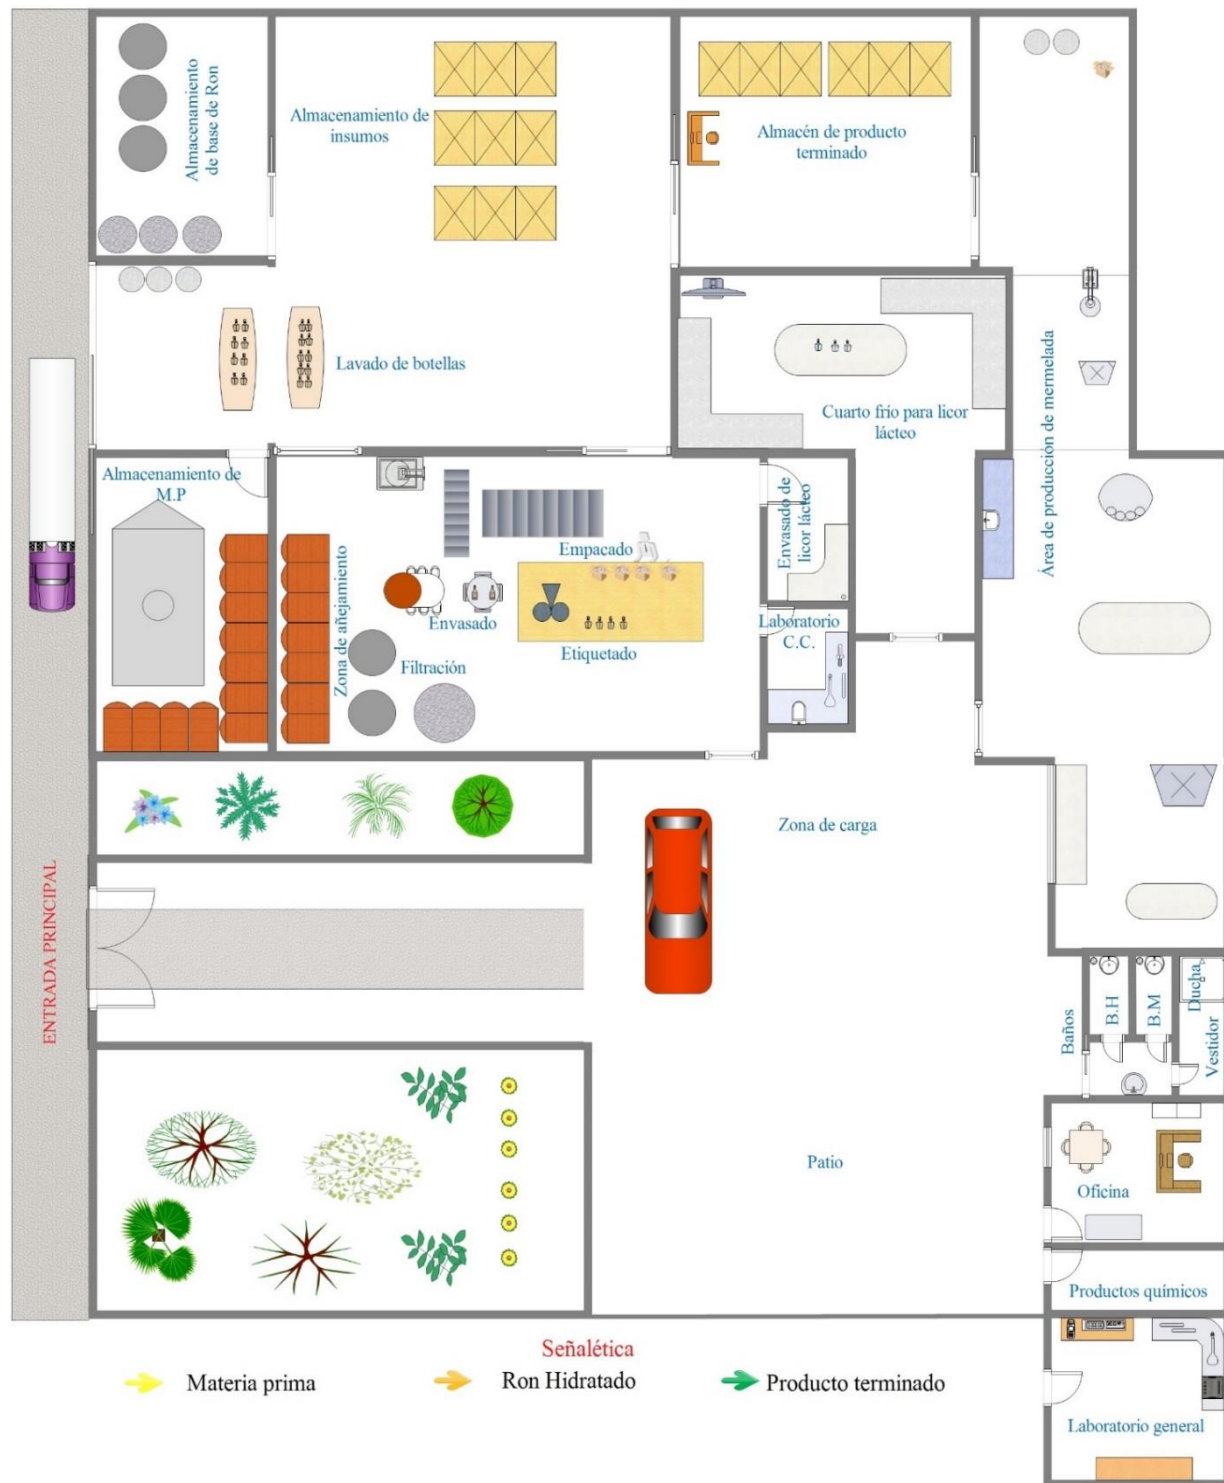 Almacenamiento
de base de Ron
Almacenamiento de
insumos
Almacén de producto
terminado
Lavado de botellas
Cuarto frío para licor
lácteo
Área de producción de mermelada
Almacenamiento de
M.P
Zona de añejamiento
Empacado
Envasado
Etiquetado
Filtración
Envasado de
licor lácteo
Laboratorio
C.C.
Zona de carga
ENTRADA PRINCIPAL
Baños
B.H
B.M
Ducha
Vestidor
Patio
Oficina
Productos químicos
Laboratorio general
Señalética
Materia prima
Ron Hidratado
Producto terminado